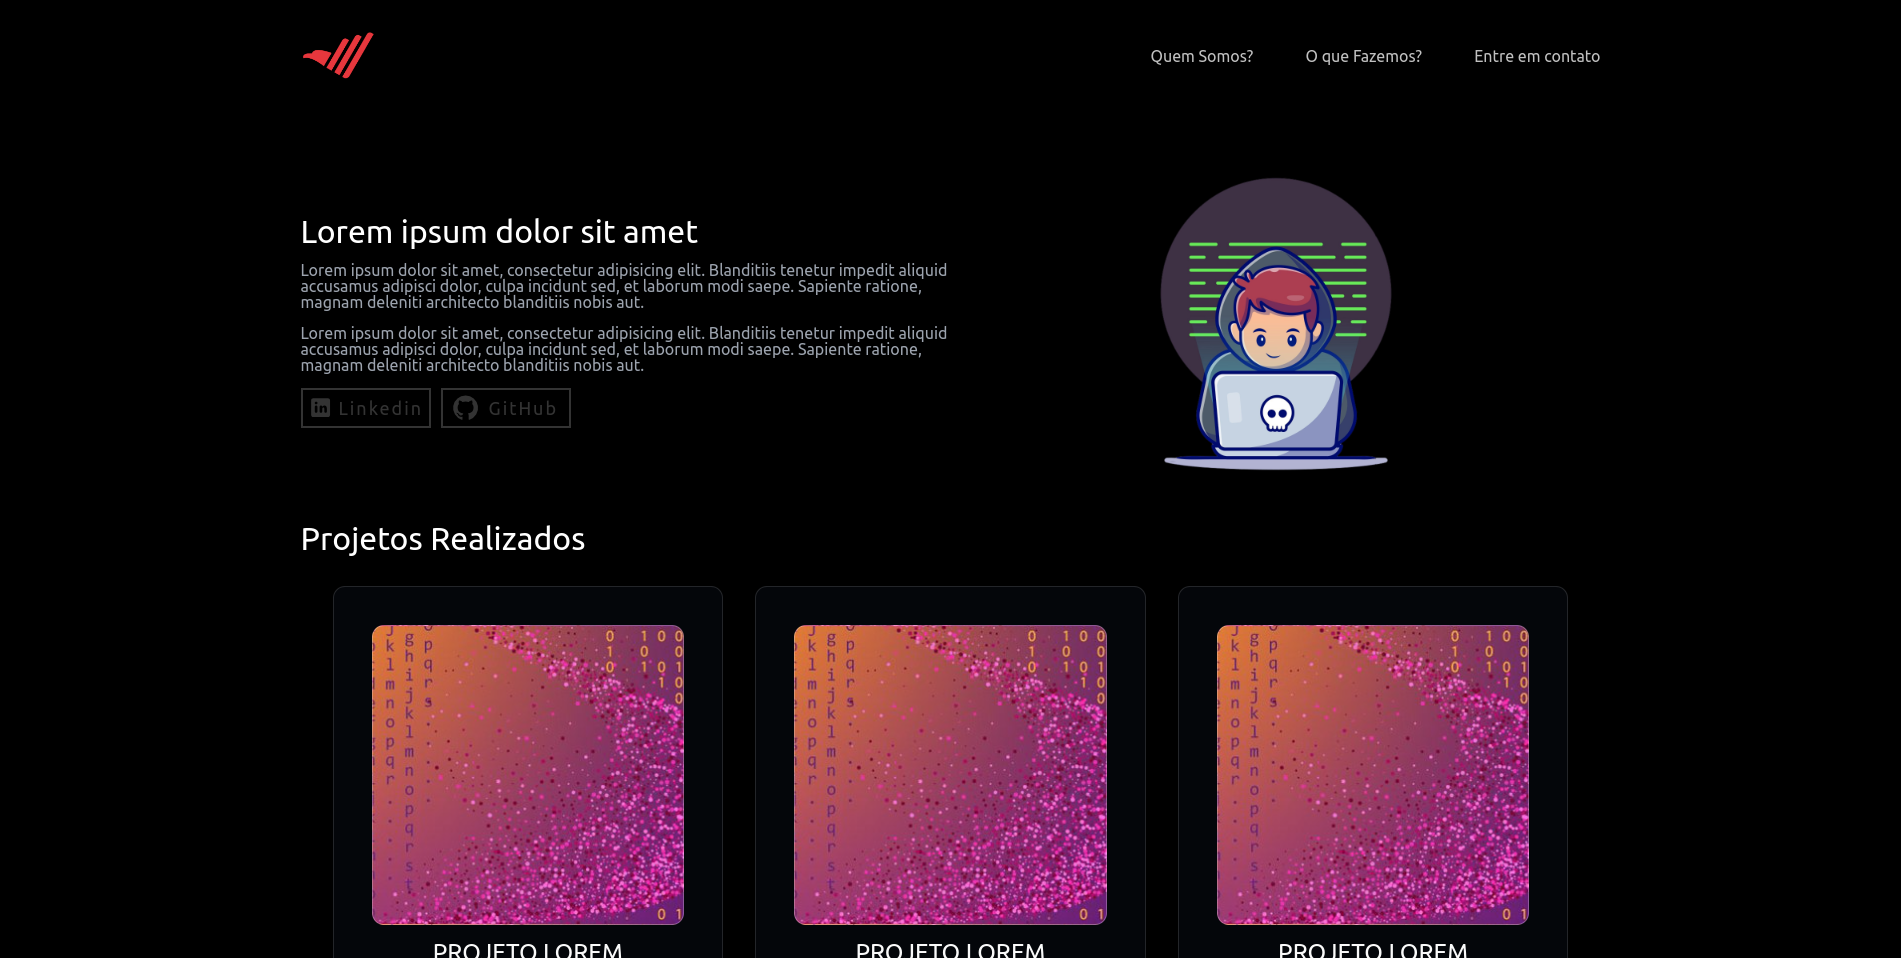 Quem Somos?
O que Fazemos?
Entre em contato
Lorem ipsum dolor sit amet
Lorem ipsum dolor sit amet, consectetur adipisicing elit. Blanditiis tenetur impedit aliquid
accusamus adipisci dolor, culpa incidunt sed, et laborum modi saepe. Sapiente ratione,
magnam deleniti architecto blanditiis nobis aut.
Lorem ipsum dolor sit amet, consectetur adipisicing elit. Blanditiis tenetur impedit aliquid
accusamus adipisci dolor, culpa incidunt sed, et laborum modi saepe. Sapiente ratione,
magnam deleniti architecto blanditiis nobis aut.
Linkedin
GitHub
Projetos Realizados
PROJETO LOREM
PROJETO LOREM
PROJETO LOREM